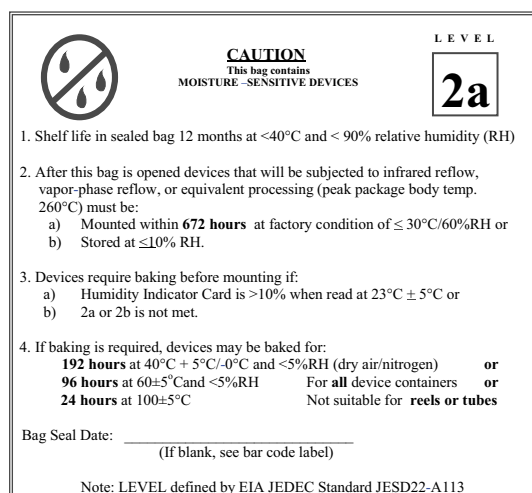 LEVEL
CAUTION
This bag contains
MOISTURE –SENSITIVE DEVICES
2a
1. Shelf life in sealed bag 12 months at <40°C and < 90% relative humidity (RH)
2. After this bag is opened devices that will be subjected to infrared reflow,
vapor-phase reflow, or equivalent processing (peak package body temp.
260°C) must be:
a) Mounted within 672 hours at factory condition of ≤ 30°C/60%RH or
b) Stored at ≤10% RH.
3. Devices require baking before mounting if:
a) Humidity Indicator Card is >10% when read at 23°C ± 5°C or
b) 2a or 2b is not met.
4. If baking is required, devices may be baked for:
192 hours at 40°C + 5°C/-0°C and <5%RH (dry air/nitrogen) or
96 hours at 60±5°Cand <5%RH For all device containers or
24 hours at 100±5°C Not suitable for reels or tubes
Bag Seal Date: ______________________________
(If blank, see bar code label)
Note: LEVEL defined by EIA JEDEC Standard JESD22-A113